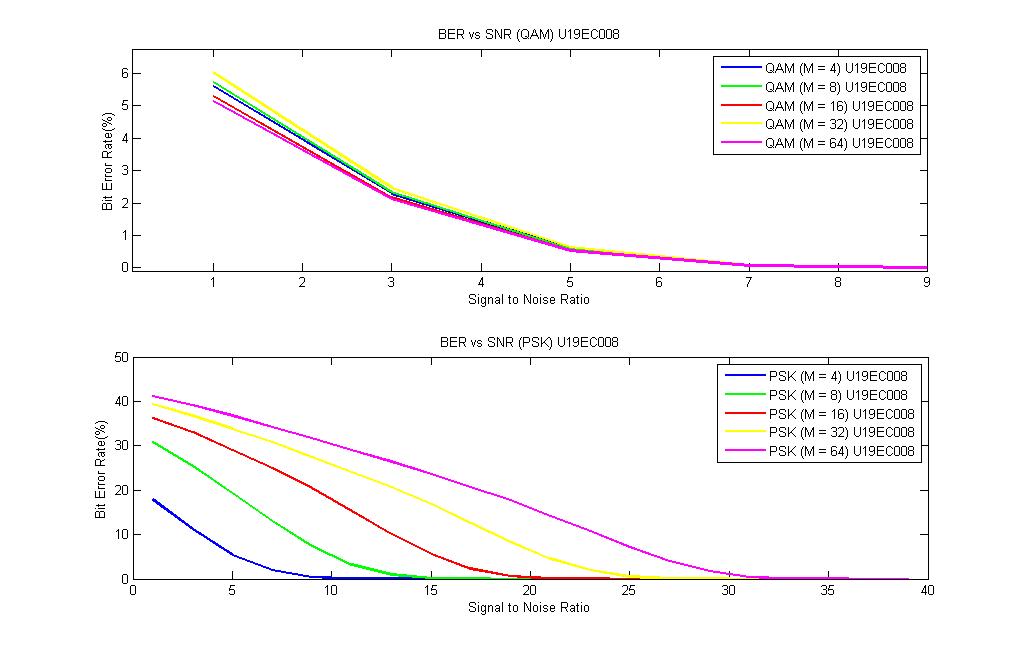 BER vs SNR (QAM) U19EC008
QAM (M = 4) U19EC008
QAM (M = 8) U19EC008
QAM (M = 16) U19EC008
QAM (M = 32) U19EC008
QAM (M = 64) U19EC008
Bit Error Rate(%)
6
5
4
3
2
1
0
1 2 3 4 5 6 7 8 9
Signal to Noise Ratio
BER vs SNR (PSK) U19EC008
PSK (M = 4) U19EC008
PSK (M = 8) U19EC008
PSK (M = 16) U19EC008
PSK (M = 32) U19EC008
PSK (M = 64) U19EC008
Bit Error Rate(%)
50
40
30
20
10
0
0 5 10 15 20 25 30 35 40
Signal to Noise Ratio